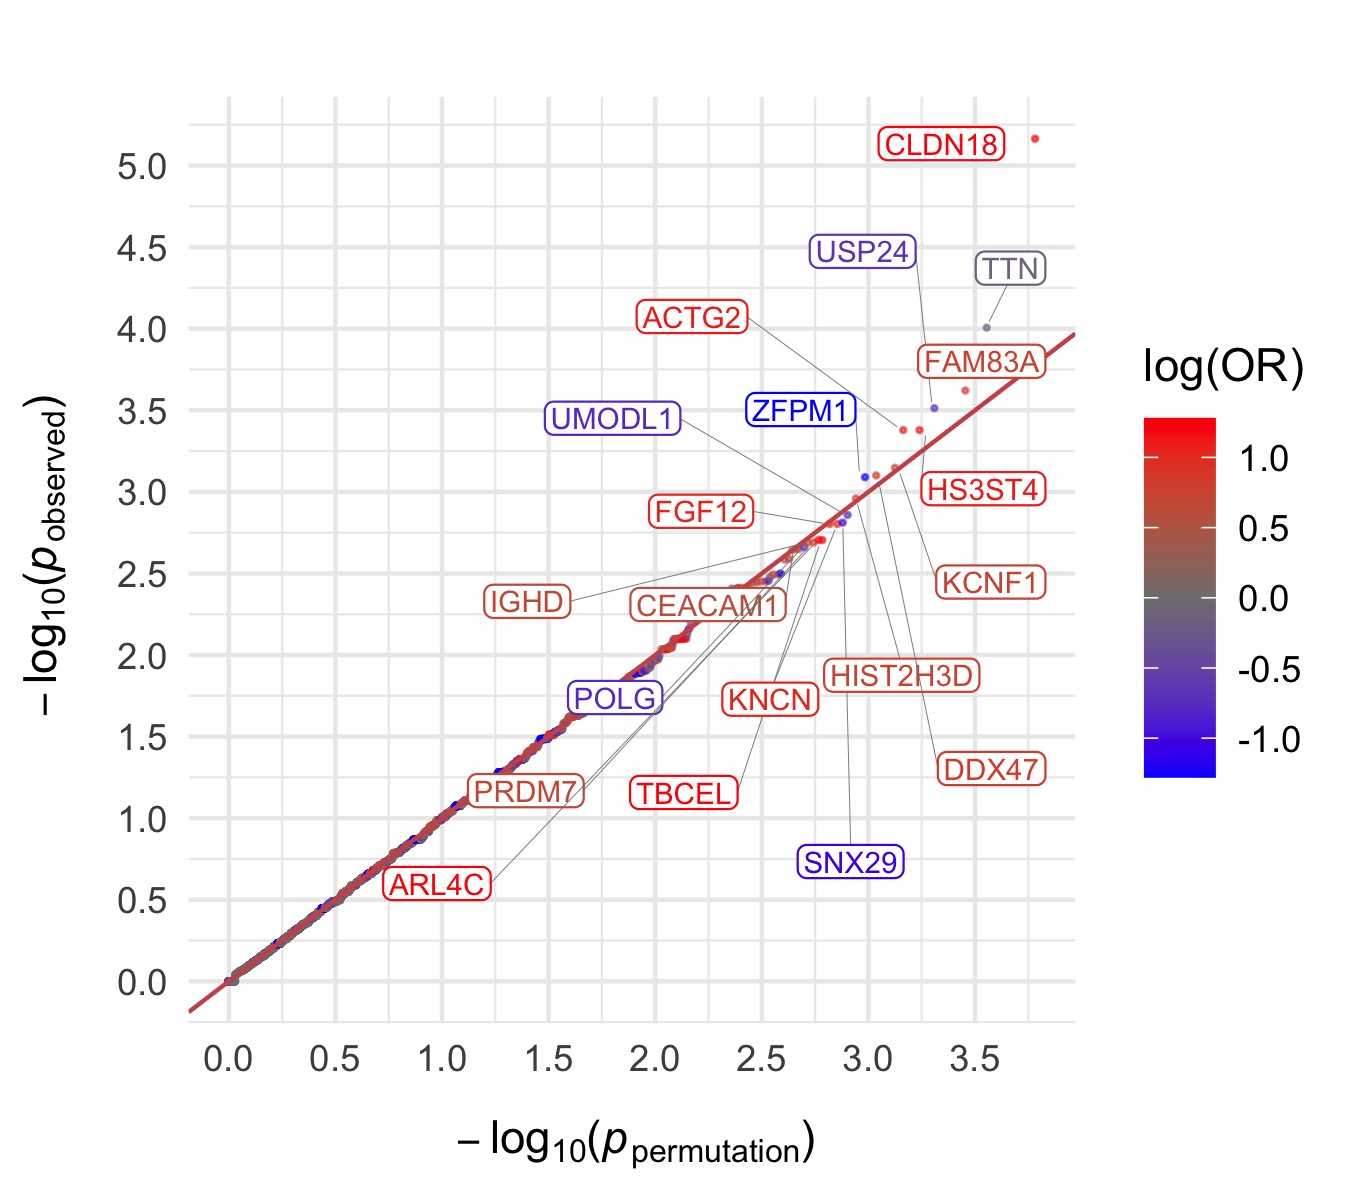 CLDN18
5.0
USP24
4.5
TTN
ACTG2
4.0
FAM83A
log(OR)
ZFPM1
3.5
UMODL1
1.0
− log10(pobserved)
3.0
HS3ST4
FGF12
0.5
2.5
KCNF1
IGHD
CEACAM1
0.0
2.0
HIST2H3D
-0.5
POLG
KNCN
1.5
-1.0
DDX47
PRDM7
TBCEL
1.0
SNX29
ARL4C
0.5
0.0
0.0 0.5 1.0 1.5 2.0 2.5 3.0 3.5
− log10(ppermutation)